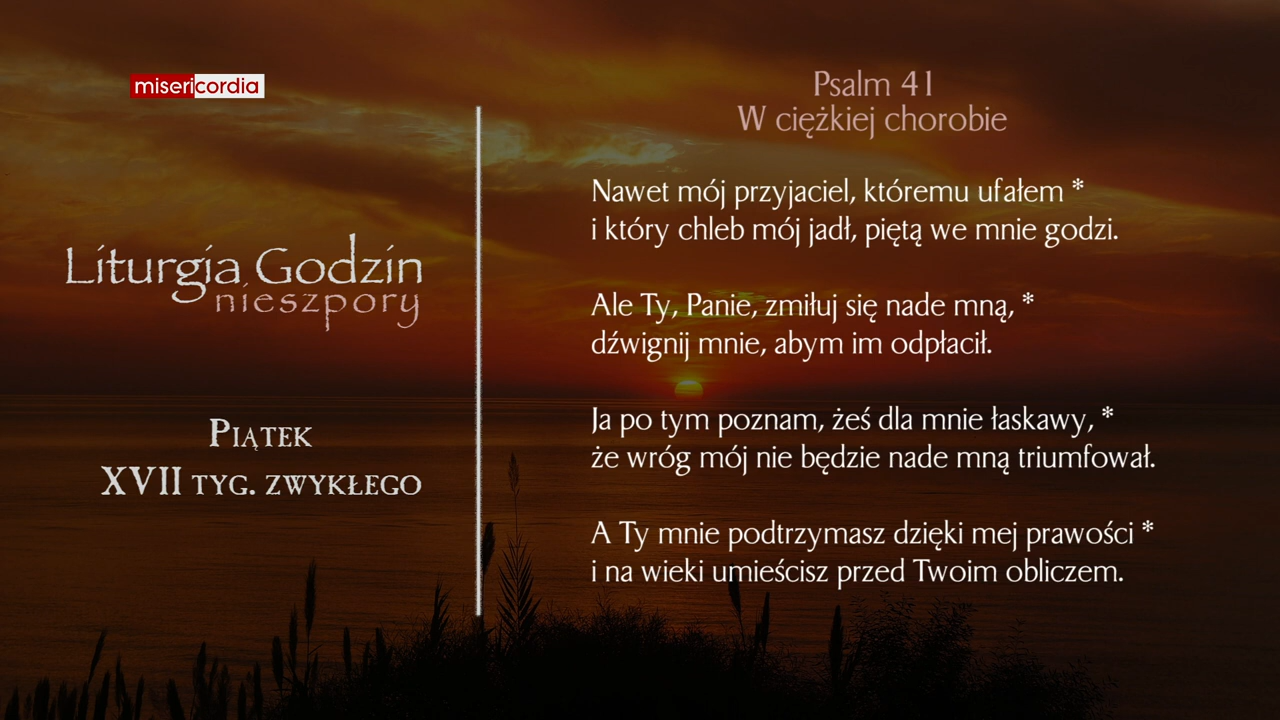 misericordia
Liturgia Godzin
nieszpory
Piątek
XVII tyg. zwykłego
Psalm 41
W ciężkiej chorobie
Nawet mój przyjaciel, któremu ufałem *
i który chleb mój jadł, piętą we mnie godzi.
Ale Ty, Panie, zmiłuj się nade mną, *
dźwignij mnie, abym im odpłacił.
Ja po tym poznam, żeś dla mnie łaskawy, *
że wróg mój nie będzie nade mną triumfował.
A Ty mnie podtrzymasz dzięki mej prawości *
i na wieki umieścisz przed Twoim obliczem.